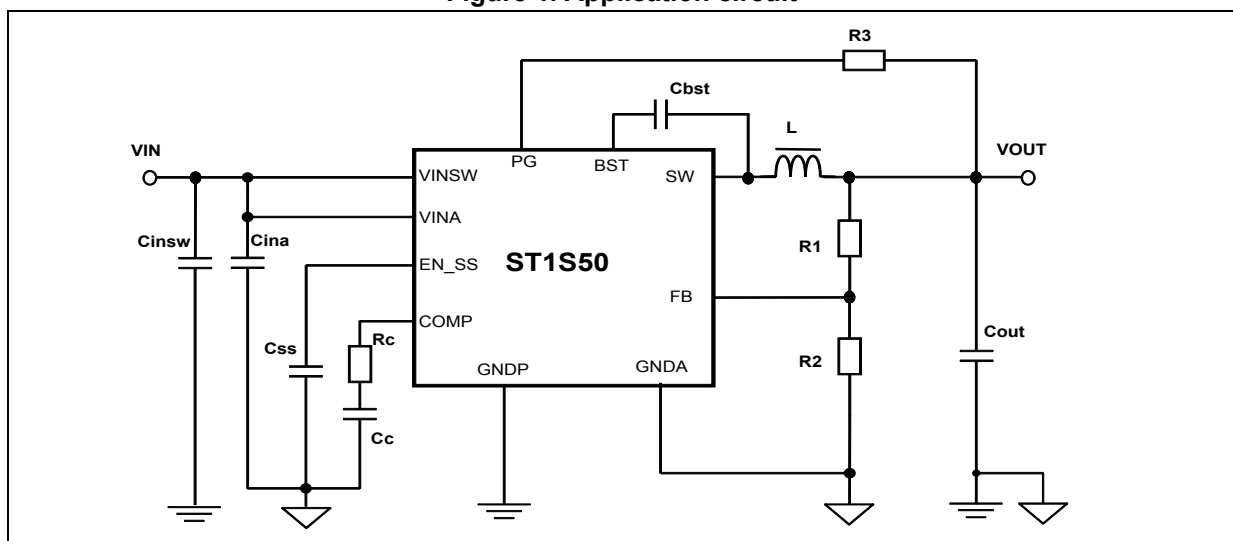 Figure 1. Application circuit
R3
Cbst
L
VIN
VOUT
PG
BST
VINSW
SW
VINA
Cinsw
Cina
R1
EN_SS
ST1S50
FB
COMP
Css
Rc
Cout
R2
GNDP
GNDA
Cc